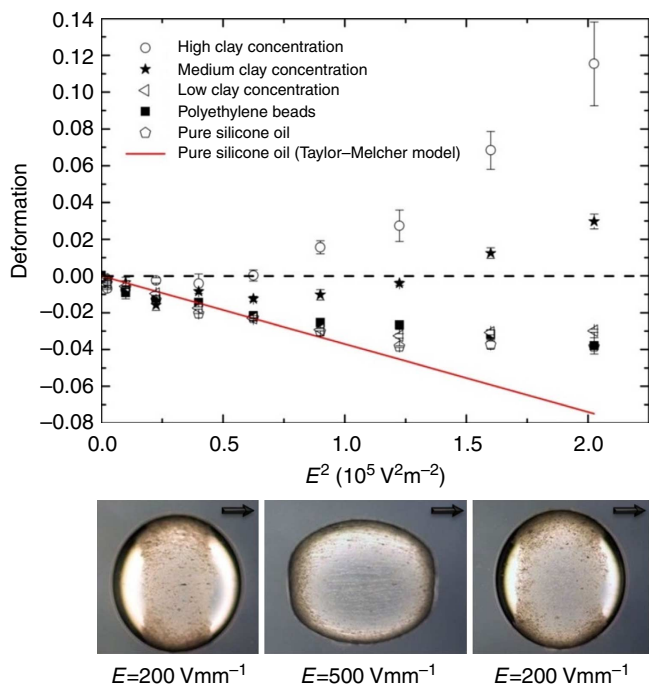 0.14
0.12
0.10
0.08
0.06
0.04
0.02
0.00
−0.02
−0.04
−0.06
−0.08
Deformation
High clay concentration
Medium clay concentration
Low clay concentration
Polyethylene beads
Pure silicone oil
Pure silicone oil (Taylor–Melcher model)
0.0 0.5 1.0 1.5 2.0
E² (10⁵ V²m⁻²)
E=200 Vmm⁻¹ E=500 Vmm⁻¹ E=200 Vmm⁻¹